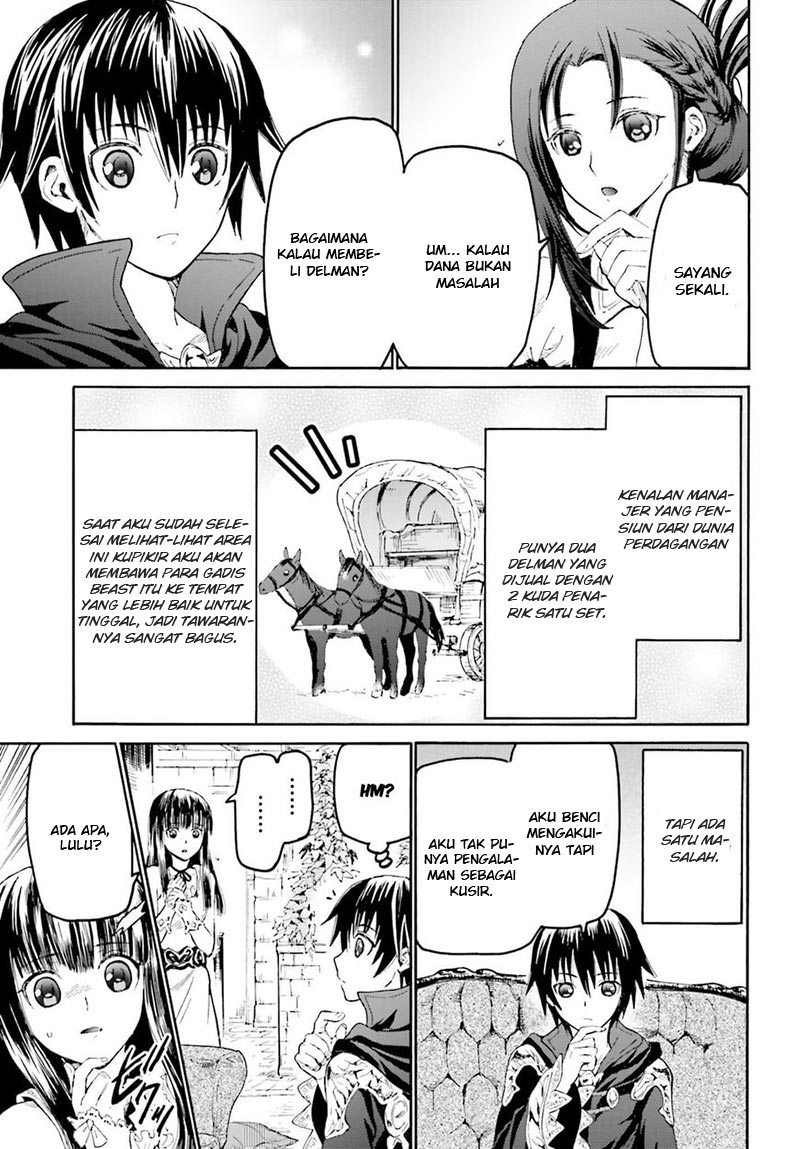 SAYANG
SEKALI.
UM... KALAU
DANA BUKAN
MASALAH
BAGAIMANA
KALAU MEMBE-
LI DELMAN?
KENALAN MANA-
JER YANG PEN-
SIUN DARI DUNIA
PERDAGANGAN
PUNYA DUA
DELMAN YANG
DIJUAL DENGAN
2 KUDA PENA-
RIK SATU SET.
SAAT AKU SUDAH SELE-
SAI MELIHAT-LIHAT AREA
INI KUPIKIR AKU AKAN
MEMBAWA PARA GADIS
BEAST ITU KE TEMPAT
YANG LEBIH BAIK UNTUK
TINGGAL, JADI TAWARAN-
NYA SANGAT BAGUS.
TAPI ADA
SATU MA-
SALAH.
AKU BENCI
MENGAKUI-
NYA TAPI
AKU TAK PU-
NYA PENGALA-
MAN SEBAGAI
KUSIR.
HM?
......
ADA APA,
LULU?
ビクッ